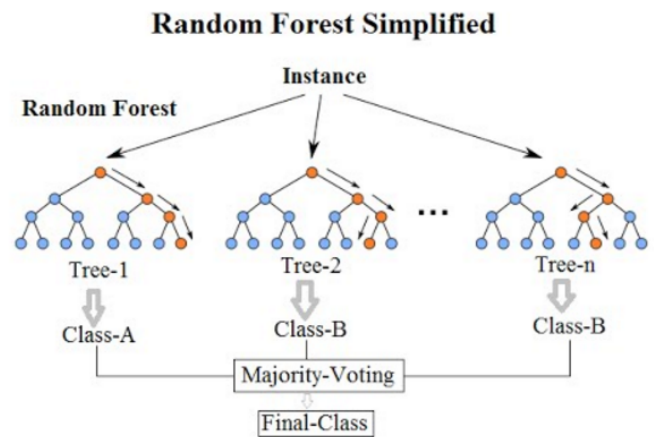 Random Forest Simplified
Instance
Random Forest
...
Tree-1
Tree-2
Tree-n
Class-A
Class-B
Class-B
Majority-Voting
Final-Class